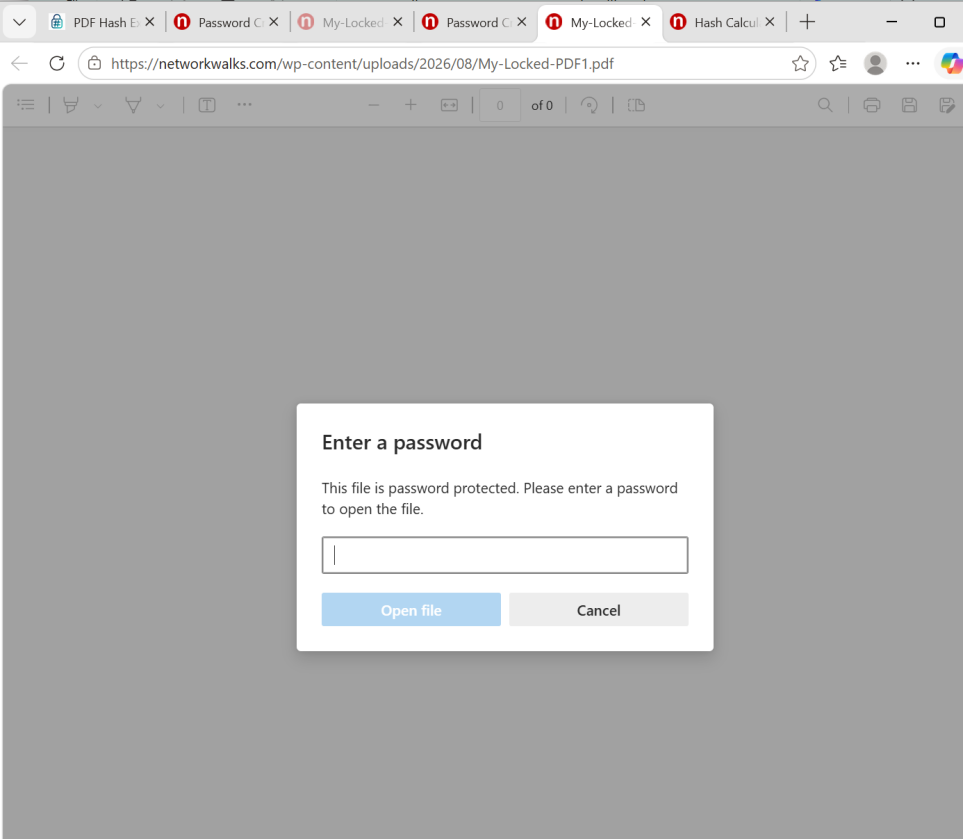 PDF Hash E
Password C
My-Locked-
Password C
My-Locked-
Hash Calcul
https://networkwalks.com/wp-content/uploads/2026/08/My-Locked-PDF1.pdf
0 of 0
Enter a password
This file is password protected. Please enter a password
to open the file.
Open file
Cancel